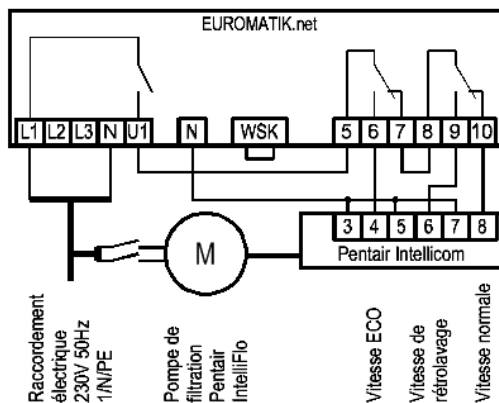 EUROMATIK.net
L1 L2 L3 N U1 N WSK 5 6 7 8 9 10
3 4 5 6 7 8
Pentair Intellicom
M
Raccordement
électrique
230V 50Hz
1/N/PE
Pompe de
filtration
Pentair
IntelliFlo
Vitesse ECO
Vitesse de
rétrolavage
Vitesse normale